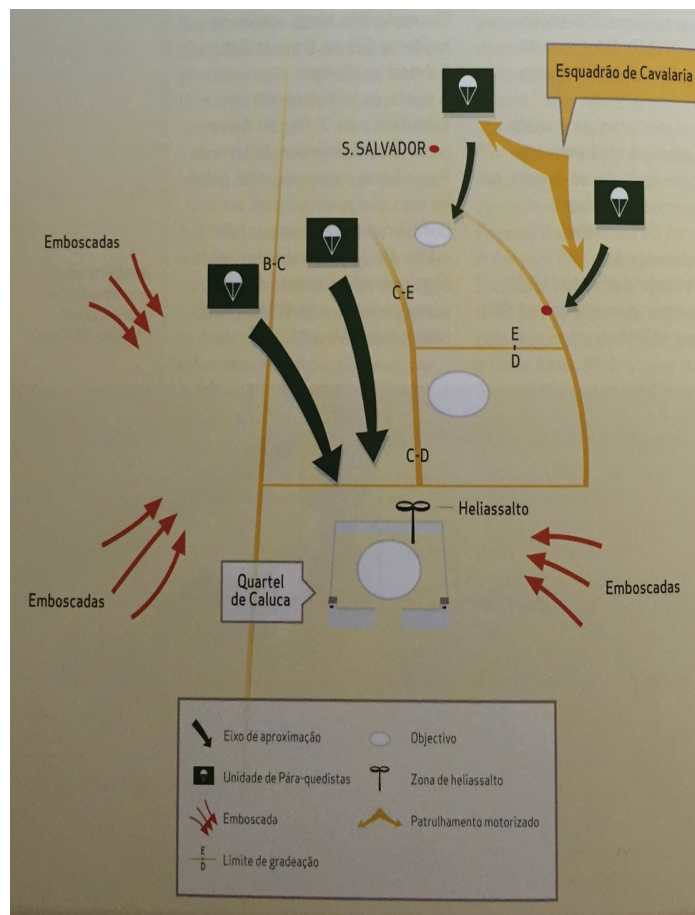 Esquadrão de Cavalaria
S. SALVADOR
Emboscadas
B-C
C-E
E
D
C-D
Heliassalto
Quartel
de Caluca
Emboscadas
Emboscadas
Eixo de aproximação
Objectivo
Unidade de Pára-quedistas
Zona de heliassalto
Emboscada
Patrulhamento motorizado
E
D
Limite de gradeação